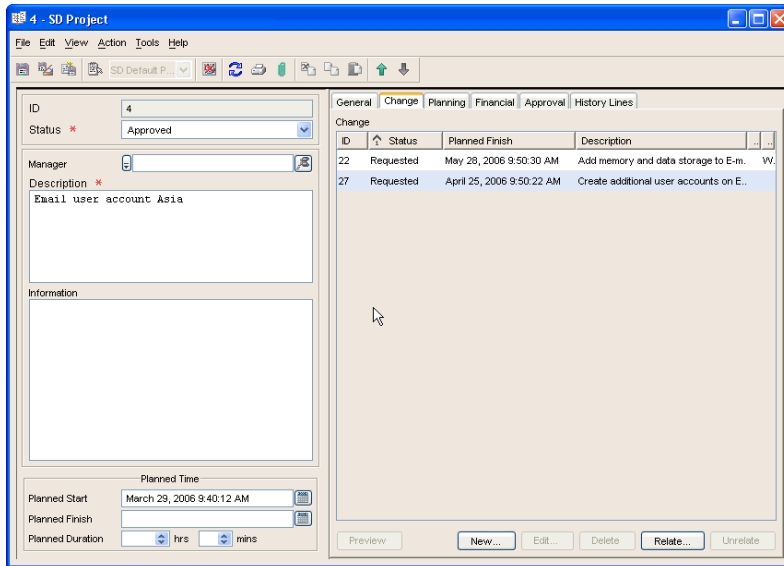 4 - SD Project
File Edit View Action Tools Help
SD Default P...
ID 4
Status * Approved
Manager
Description *
Email user account Asia
Information
Planned Time
Planned Start March 29, 2006 9:40:12 AM
Planned Finish
Planned Duration hrs mins
General Change Planning Financial Approval History Lines
Change
ID Status Planned Finish Description .. ..
22 Requested May 28, 2006 9:50:30 AM Add memory and data storage to E-m. W.
27 Requested April 25, 2006 9:50:22 AM Create additional user accounts on E..
Preview New... Edit... Delete Relate... Unrelate